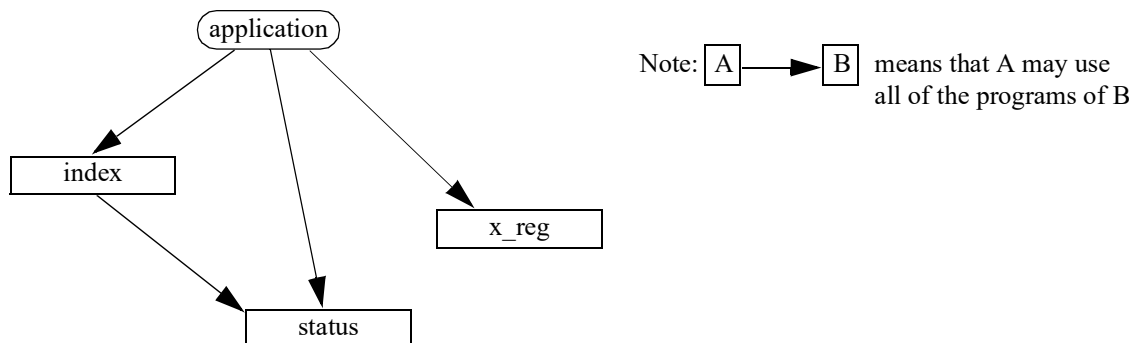 application
Note: A B means that A may use
all of the programs of B
index
x_reg
status